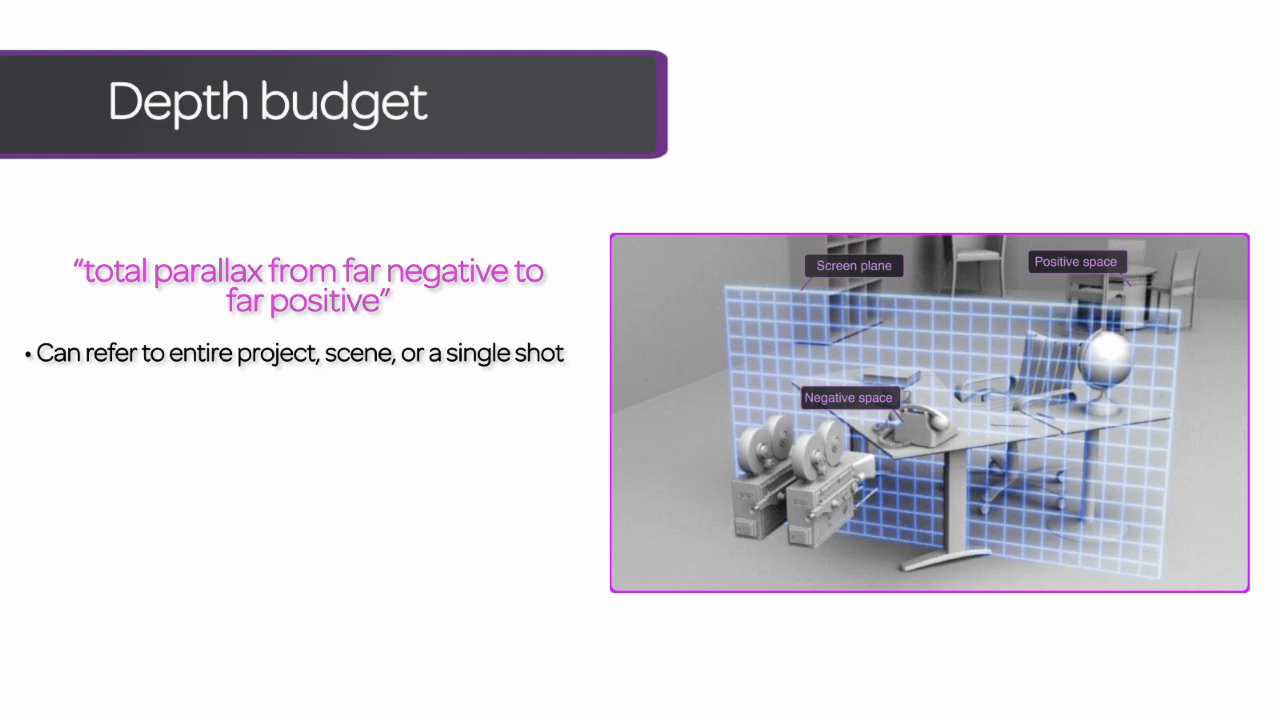 Depth budget
“total parallax from far negative to
far positive”
• Can refer to entire project, scene, or a single shot
Screen plane
Positive space
Negative space